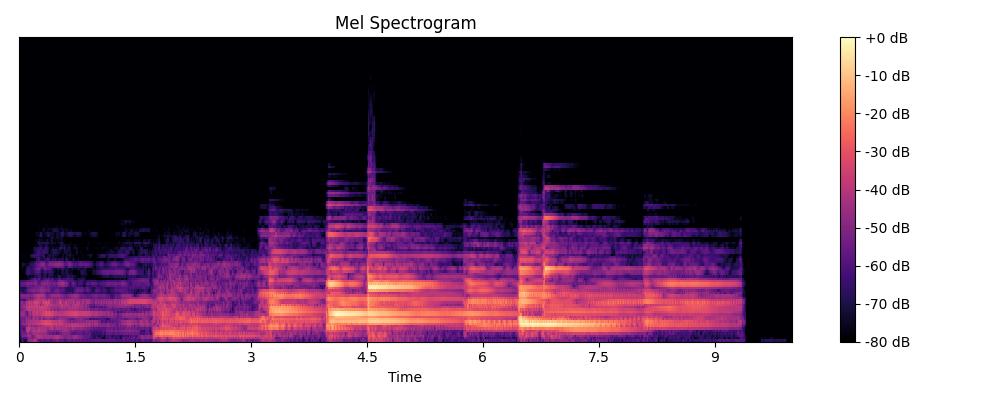 Mel Spectrogram
+0 dB
-10 dB
-20 dB
-30 dB
-40 dB
-50 dB
-60 dB
-70 dB
-80 dB
0 1.5 3 4.5 6 7.5 9
Time